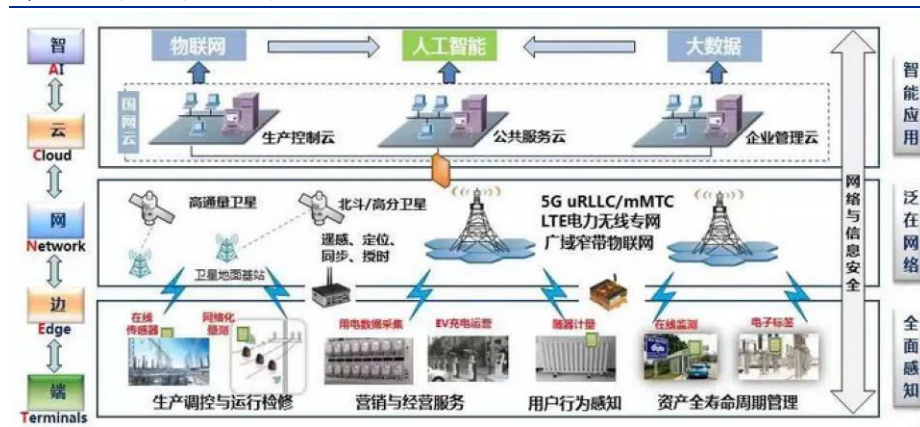 智
AI
云
Cloud
网
Network
边
Edge
端
Terminals
物联网
人工智能
大数据
国网云
生产控制云
公共服务云
企业管理云
高通量卫星
北斗/高分卫星
遥感、定位、
同步、授时
卫星地面基站
5G uRLLC/mMTC
LTE电力无线专网
广域窄带物联网
在线
传感器
网络化
量测
用电数据采集
EV充电运营
随器计量
在线监测
电子标签
生产调控与运行检修
营销与经营服务
用户行为感知
资产全寿命周期管理
网络与信息安全
智能应用
泛在网络
全面感知